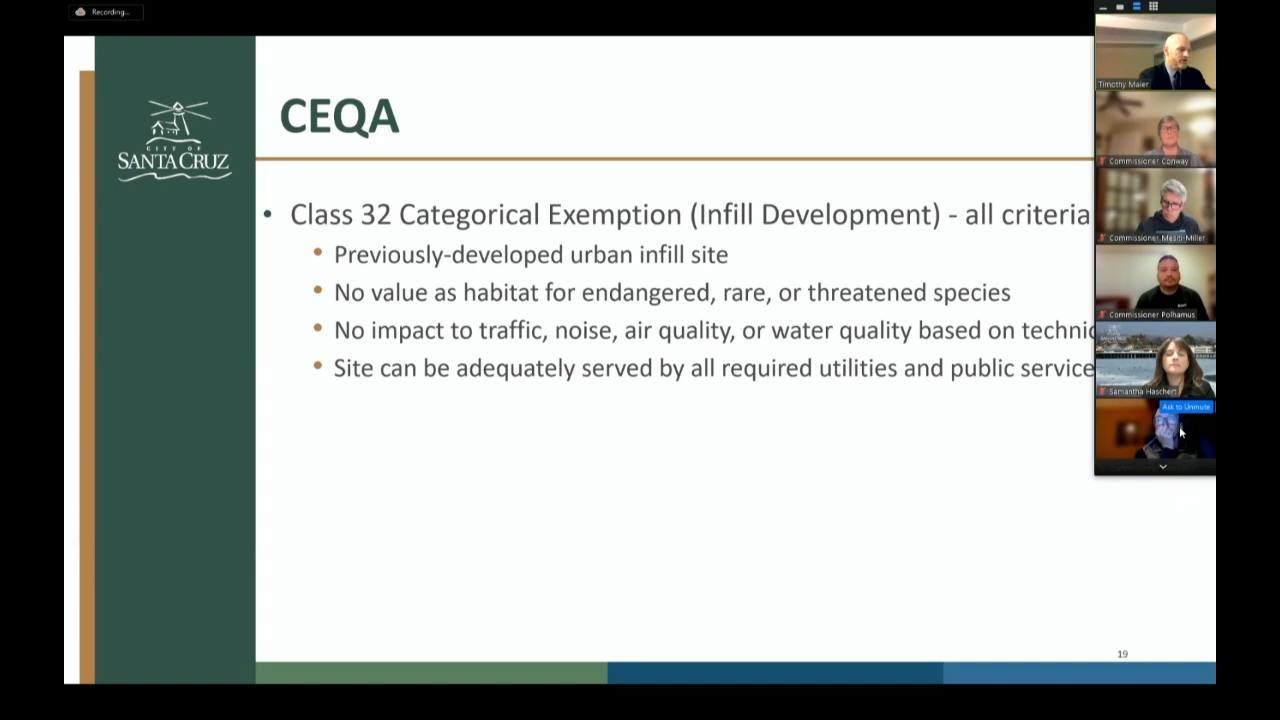 Recording...
CITY OF
SANTA CRUZ
CEQA
• Class 32 Categorical Exemption (Infill Development) - all criteria
• Previously-developed urban infill site
• No value as habitat for endangered, rare, or threatened species
• No impact to traffic, noise, air quality, or water quality based on technic
• Site can be adequately served by all required utilities and public service
19
Timothy Maier
Commissioner Conway
Commissioner Mesiti-Miller
Commissioner Polhamus
Samantha Haschert
Ask to Unmute